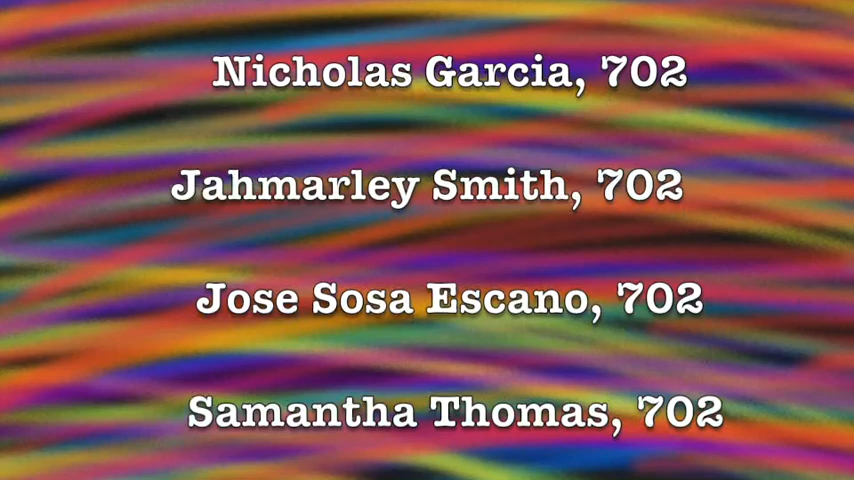 Nicholas Garcia, 702
Jahmarley Smith, 702
Jose Sosa Escano, 702
Samantha Thomas, 702